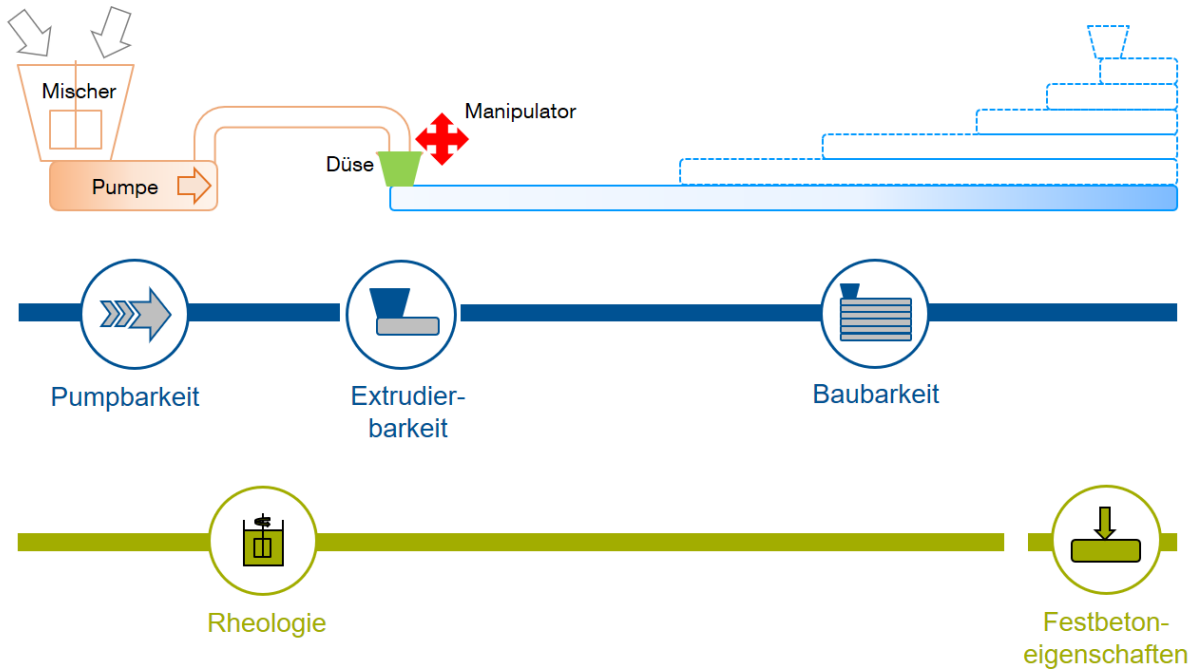 Mischer
Manipulator
Düse
Pumpe
Pumpbarkeit
Extrudier-
barkeit
Baubarkeit
Rheologie
Festbeton-
eigenschaften